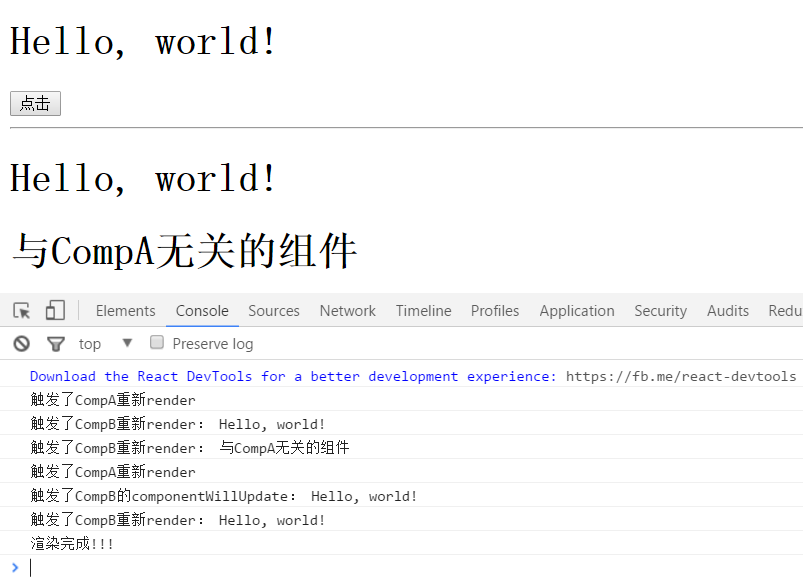 Hello, world!
点击
Hello, world!
与CompA无关的组件
Elements Console Sources Network Timeline Profiles Application Security Audits Redu
top Preserve log
Download the React DevTools for a better development experience: https://fb.me/react-devtools
触发了CompA重新render
触发了CompB重新render: Hello, world!
触发了CompB重新render: 与CompA无关的组件
触发了CompA重新render
触发了CompB的componentWillUpdate: Hello, world!
触发了CompB重新render: Hello, world!
渲染完成!!!